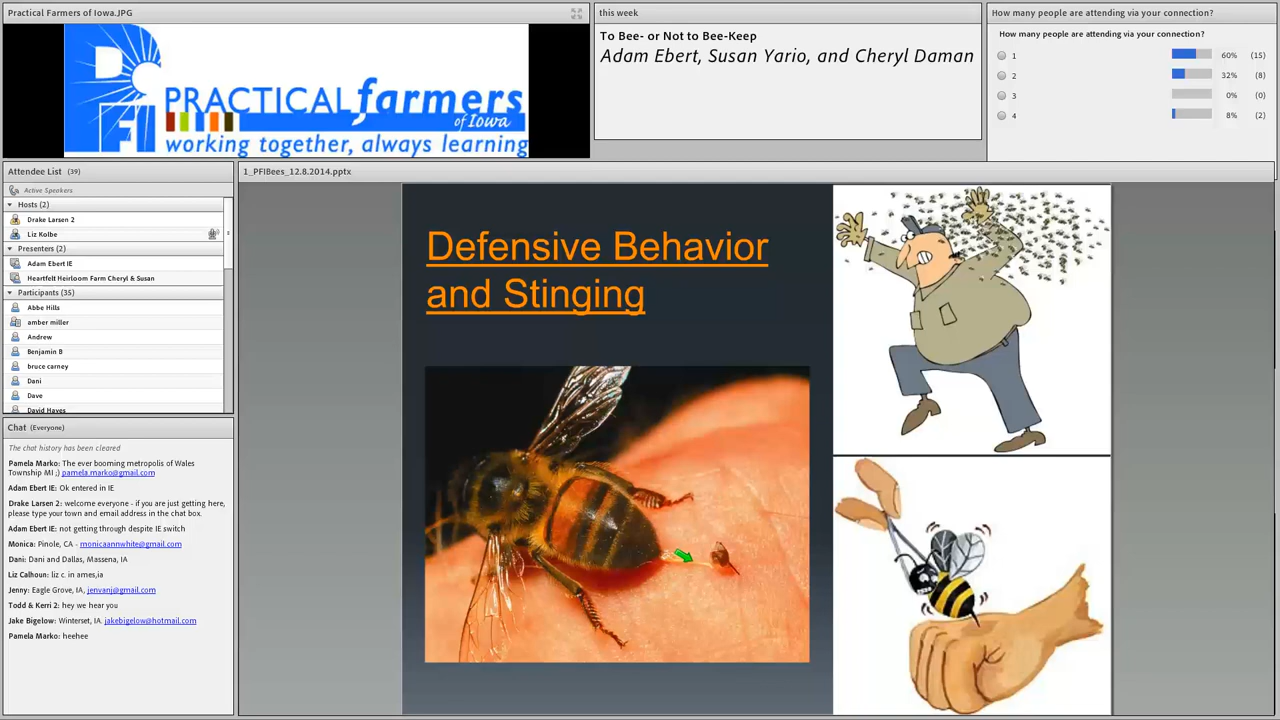 Practical Farmers of Iowa.JPG
PRACTICAL farmers
of Iowa
PFI
working together, always learning
this week
To Bee- or Not to Bee-Keep
Adam Ebert, Susan Yario, and Cheryl Daman
How many people are attending via your connection?
How many people are attending via your connection?
1 60% (15)
2 32% (8)
3 0% (0)
4 8% (2)
Attendee List (39)
Active Speakers
Hosts (2)
Drake Larsen 2
Liz Kolbe
Presenters (2)
Adam Ebert IE
Heartfelt Heirloom Farm Cheryl & Susan
Participants (35)
Abbe Hills
amber miller
Andrew
Benjamin B
bruce carney
Dani
Dave
David Hayes
Chat (Everyone)
The chat history has been cleared
Pamela Marko: The ever booming metropolis of Wales
Township MI ;) pamela.marko@gmail.com
Adam Ebert IE: Ok entered in IE
Drake Larsen 2: welcome everyone - if you are just getting here,
please type your town and email address in the chat box.
Adam Ebert IE: not getting through despite IE switch
Monica: Pinole, CA - monicaannwhite@gmail.com
Dani: Dani and Dallas, Massena, IA
Liz Calhoun: liz c. in ames,ia
Jenny: Eagle Grove, IA, jenvanj@gmail.com
Todd & Kerri 2: hey we hear you
Jake Bigelow: Winterset, IA. jakebigelow@hotmail.com
Pamela Marko: heehee
1_PFIBees_12.8.2014.pptx
Defensive Behavior
and Stinging